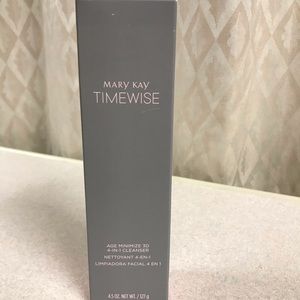 MARY KAY
TIMEWISE
AGE MINIMIZE 3D
4-IN-1 CLEANSER
NETTOYANT 4-EN-1
LIMPIADORA FACIAL 4 EN 1
4.5 OZ. NET WT. / 127 g